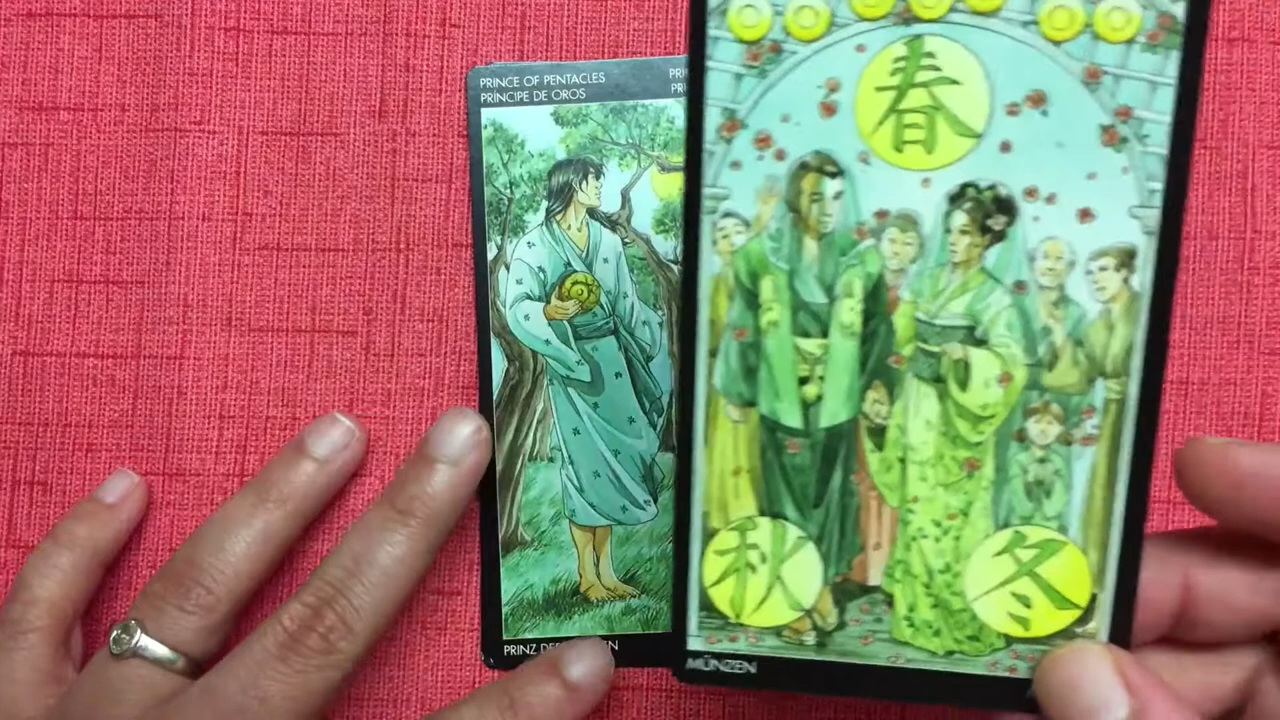 PRINCE OF PENTACLES
PRÍNCIPE DE OROS
春
秋
冬
MÜNZEN